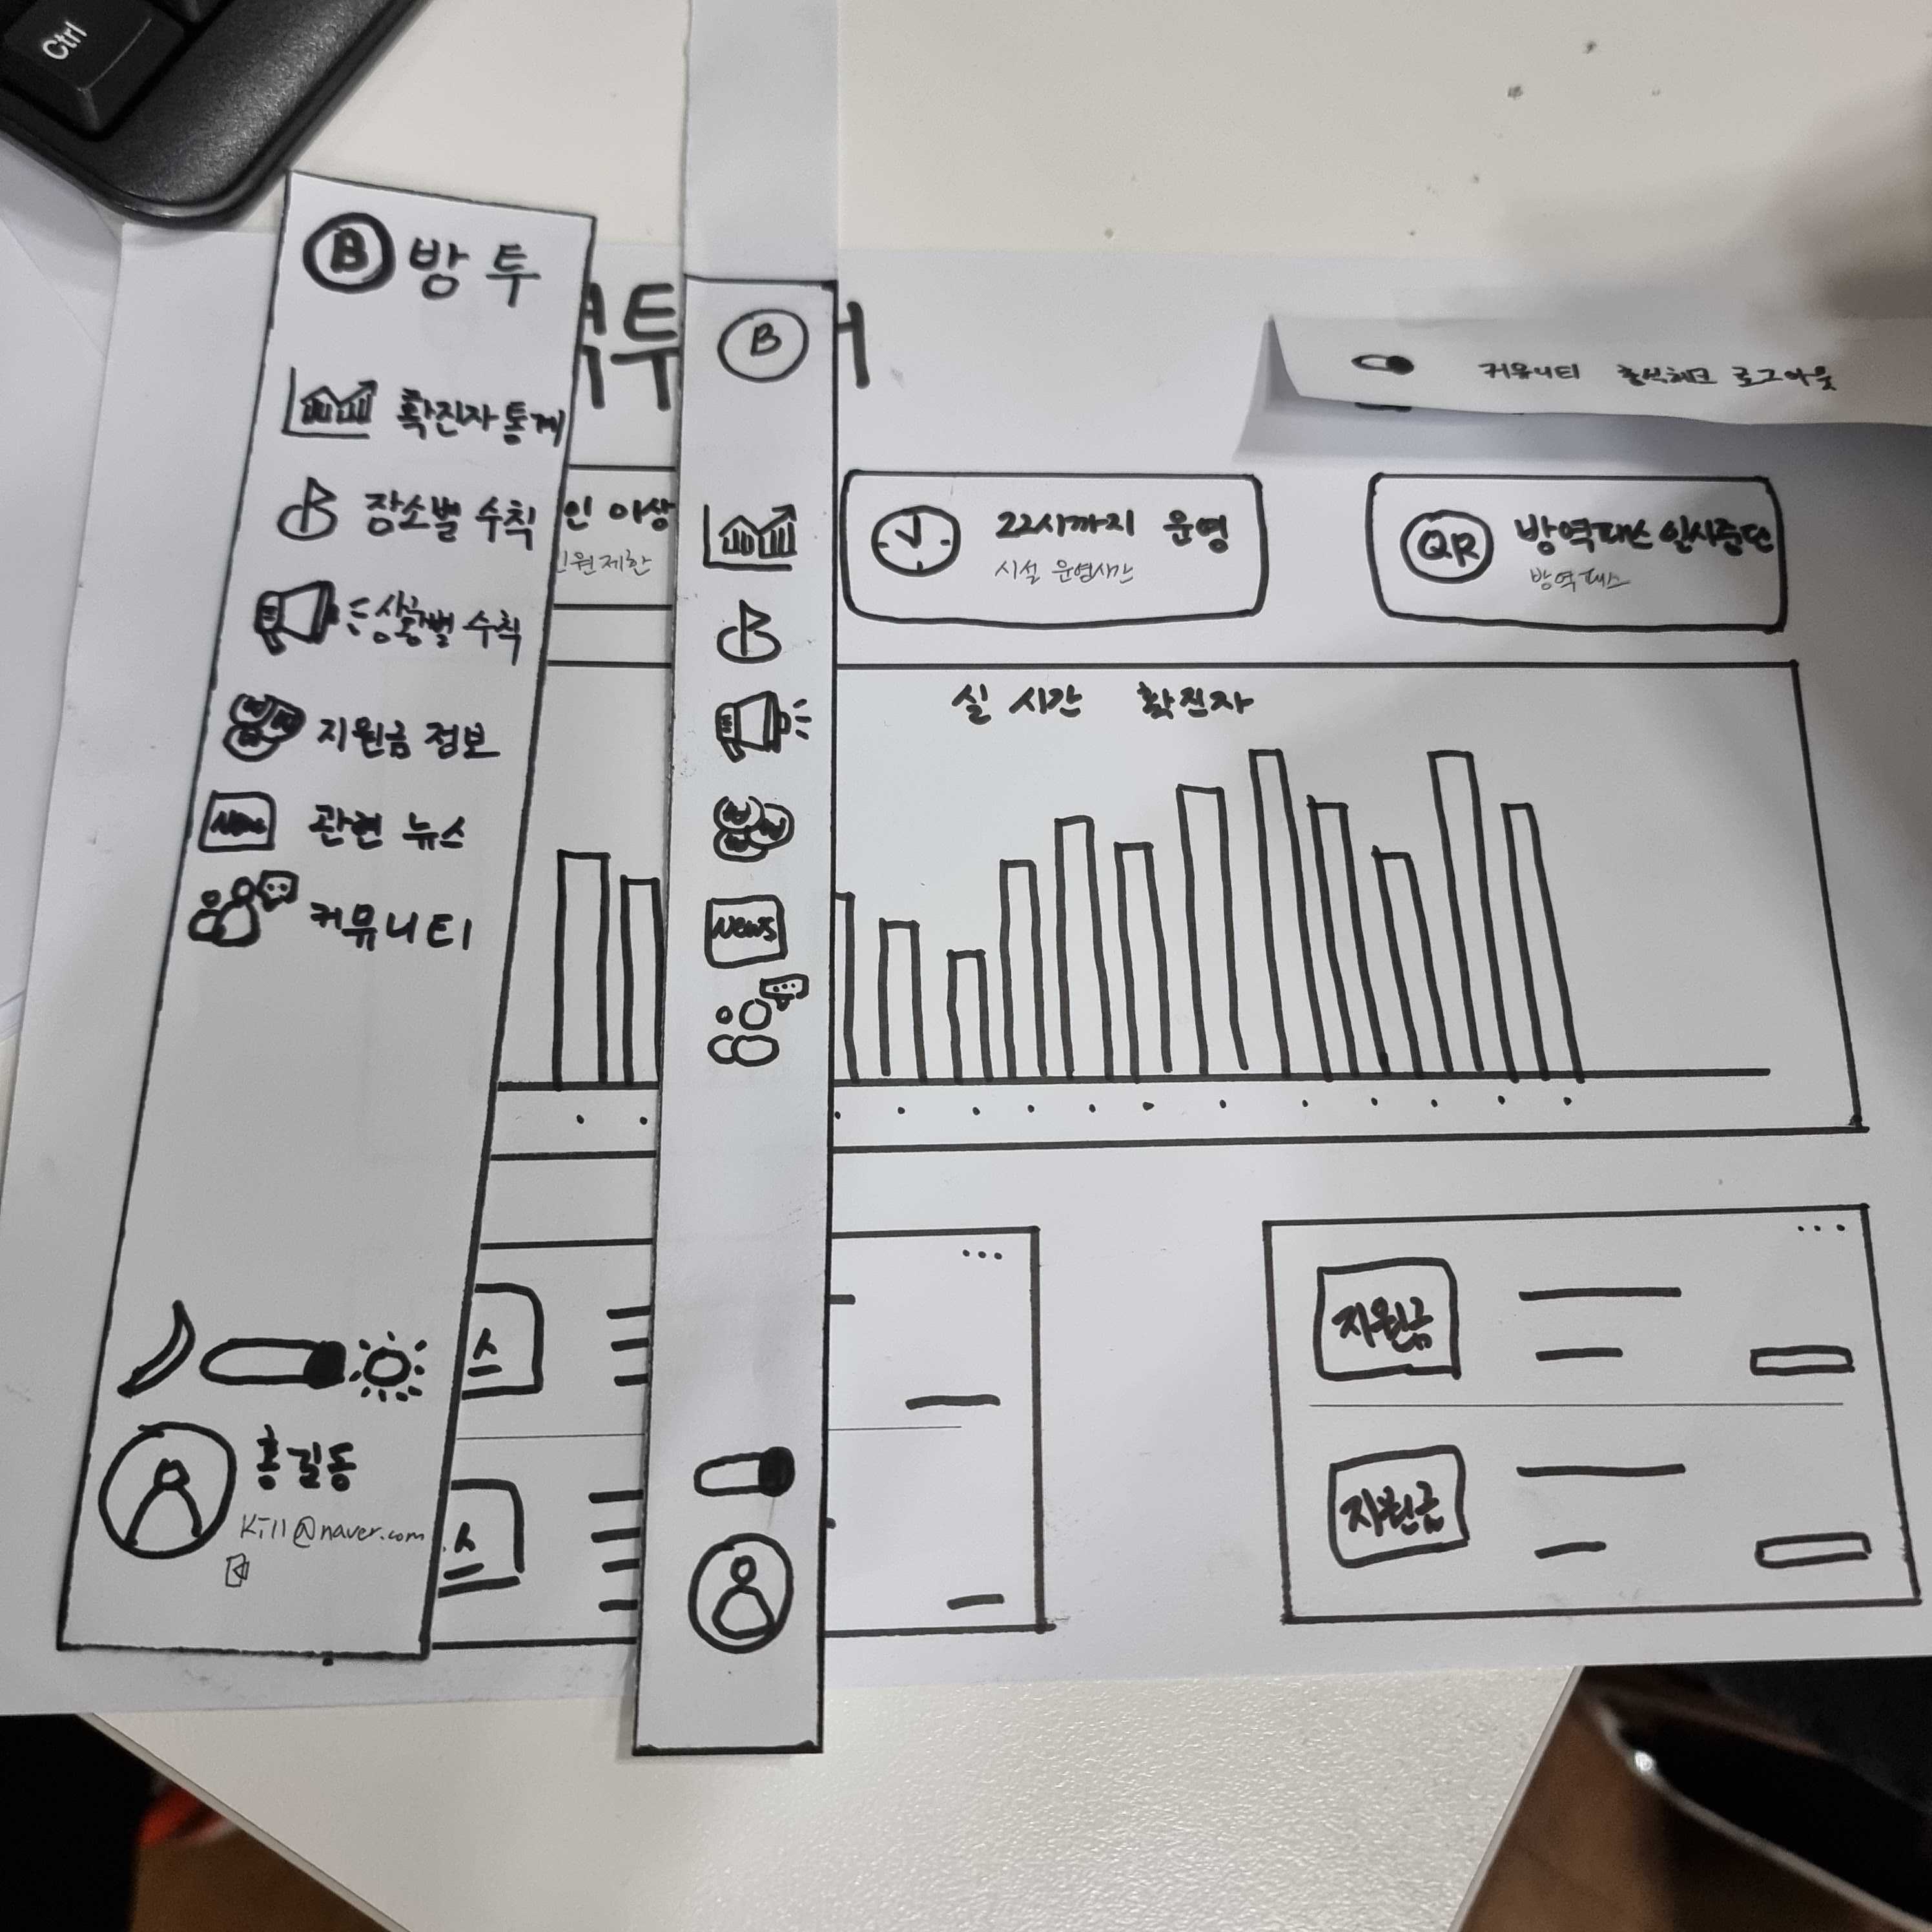 Ctrl
B 방투
확진자 통계
장소별 수칙
상황별 수칙
지원금 정보
관련 뉴스
커뮤니티
홍길동
Kill@naver.com
B
News
투
커뮤니티 출석체크 로그아웃
인 이상
인원제한
22시까지 운영
시설 운영시간
QR 방역패스 일시중단
방역패스
실시간 확진자
스
스
지원금
지원금